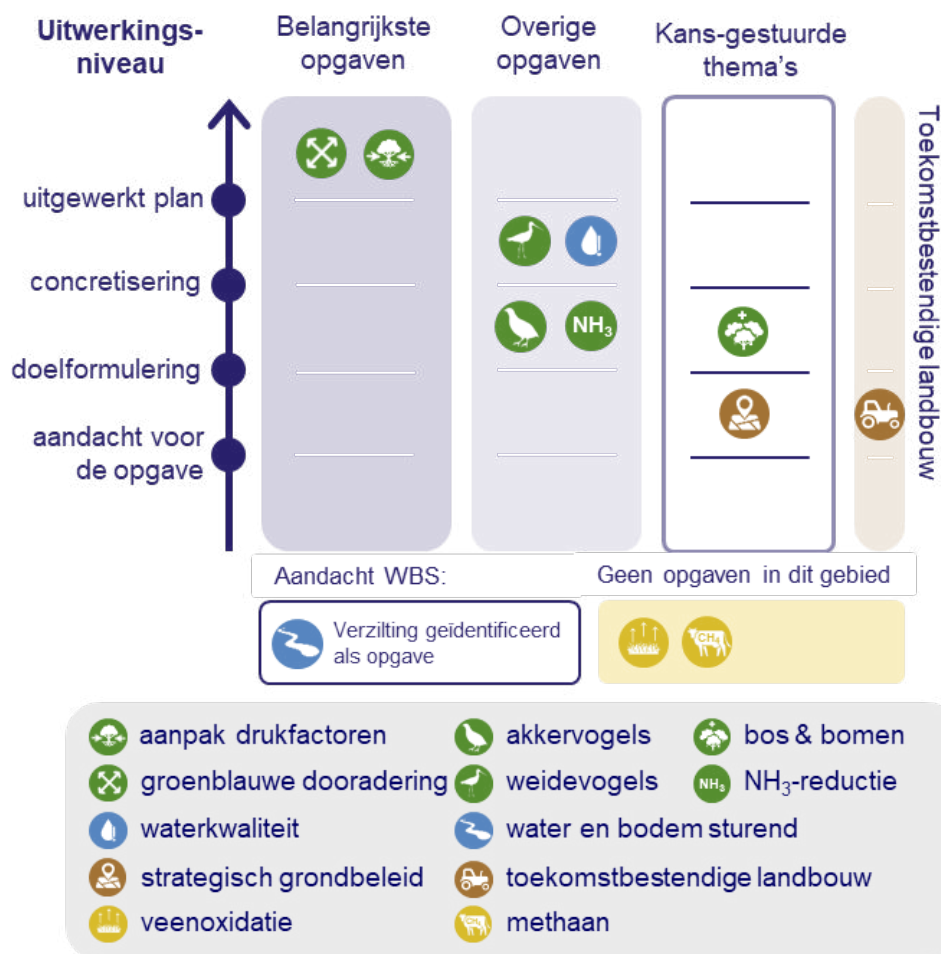 Uitwerkings-
niveau
Belangrijkste
opgaven
Overige
opgaven
Kans-gestuurde
thema's
Toekomstbestendige landbouw
uitgewerkt plan
concretisering
NH3
doelformulering
aandacht voor
de opgave
Aandacht WBS:
Geen opgaven in dit gebied
Verzilting geïdentificeerd
als opgave
CH4
aanpak drukfactoren
akkervogels
bos & bomen
groenblauwe dooradering
weidevogels
NH3
NH3-reductie
waterkwaliteit
water en bodem sturend
strategisch grondbeleid
toekomstbestendige landbouw
veenoxidatie
CH4
methaan